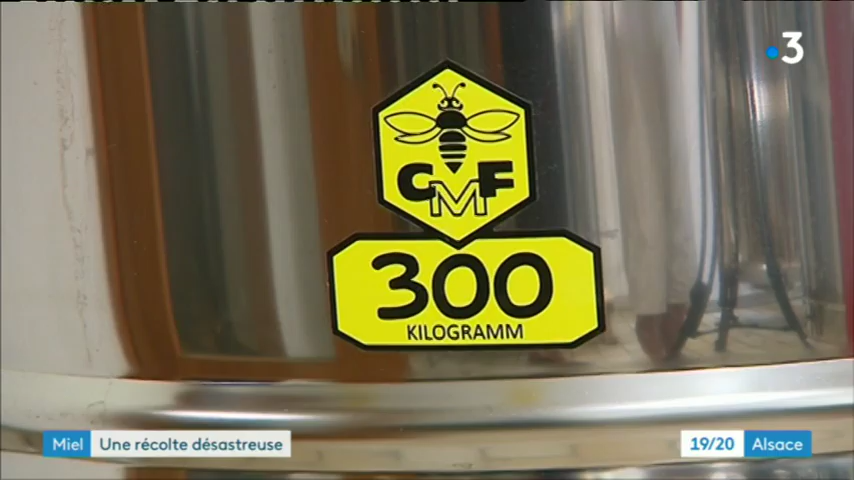 3
CMF
300
KILOGRAMM
Miel Une récolte désastreuse
19/20 Alsace